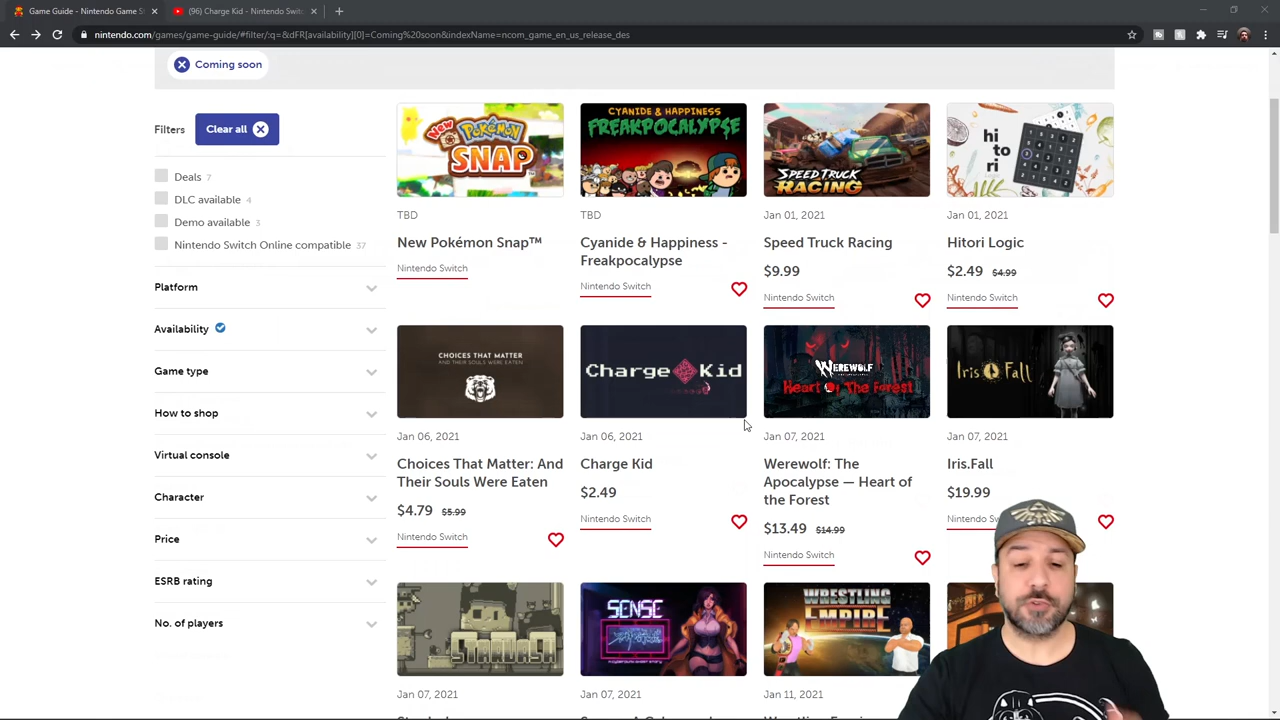 Game Guide - Nintendo Game S
(96) Charge Kid - Nintendo Switc
nintendo.com/games/game-guide/#filter/:q=&dFR[availability][0]=Coming%20soon&indexName=ncom_game_en_us_release_des
Coming soon
Filters
Clear all
Deals 7
DLC available 4
Demo available 3
Nintendo Switch Online compatible 37
Platform
Availability
Game type
How to shop
Virtual console
Character
Price
ESRB rating
No. of players
New Pokémon SNAP
TBD
New Pokémon Snap™
Nintendo Switch
CYANIDE & HAPPINESS
FREAKPOCALYPSE
TBD
Cyanide & Happiness -
Freakpocalypse
Nintendo Switch
SPEED TRUCK
RACING
Jan 01, 2021
Speed Truck Racing
$9.99
Nintendo Switch
hi
to
ri
Jan 01, 2021
Hitori Logic
$2.49 $4.99
Nintendo Switch
CHOICES THAT MATTER:
AND THEIR SOULS WERE EATEN
Jan 06, 2021
Choices That Matter: And
Their Souls Were Eaten
$4.79 $5.99
Nintendo Switch
Charge Kid
Jan 06, 2021
Charge Kid
$2.49
Nintendo Switch
WEREWOLF
Heart Of The Forest
Jan 07, 2021
Werewolf: The
Apocalypse — Heart of
the Forest
$13.49 $14.99
Nintendo Switch
IRIS FALL
Jan 07, 2021
Iris.Fall
$19.99
Nintendo Sw
STARDASH
Jan 07, 2021
SENSE
Jan 07, 2021
WRESTLING
EMPIRE
Jan 11, 2021